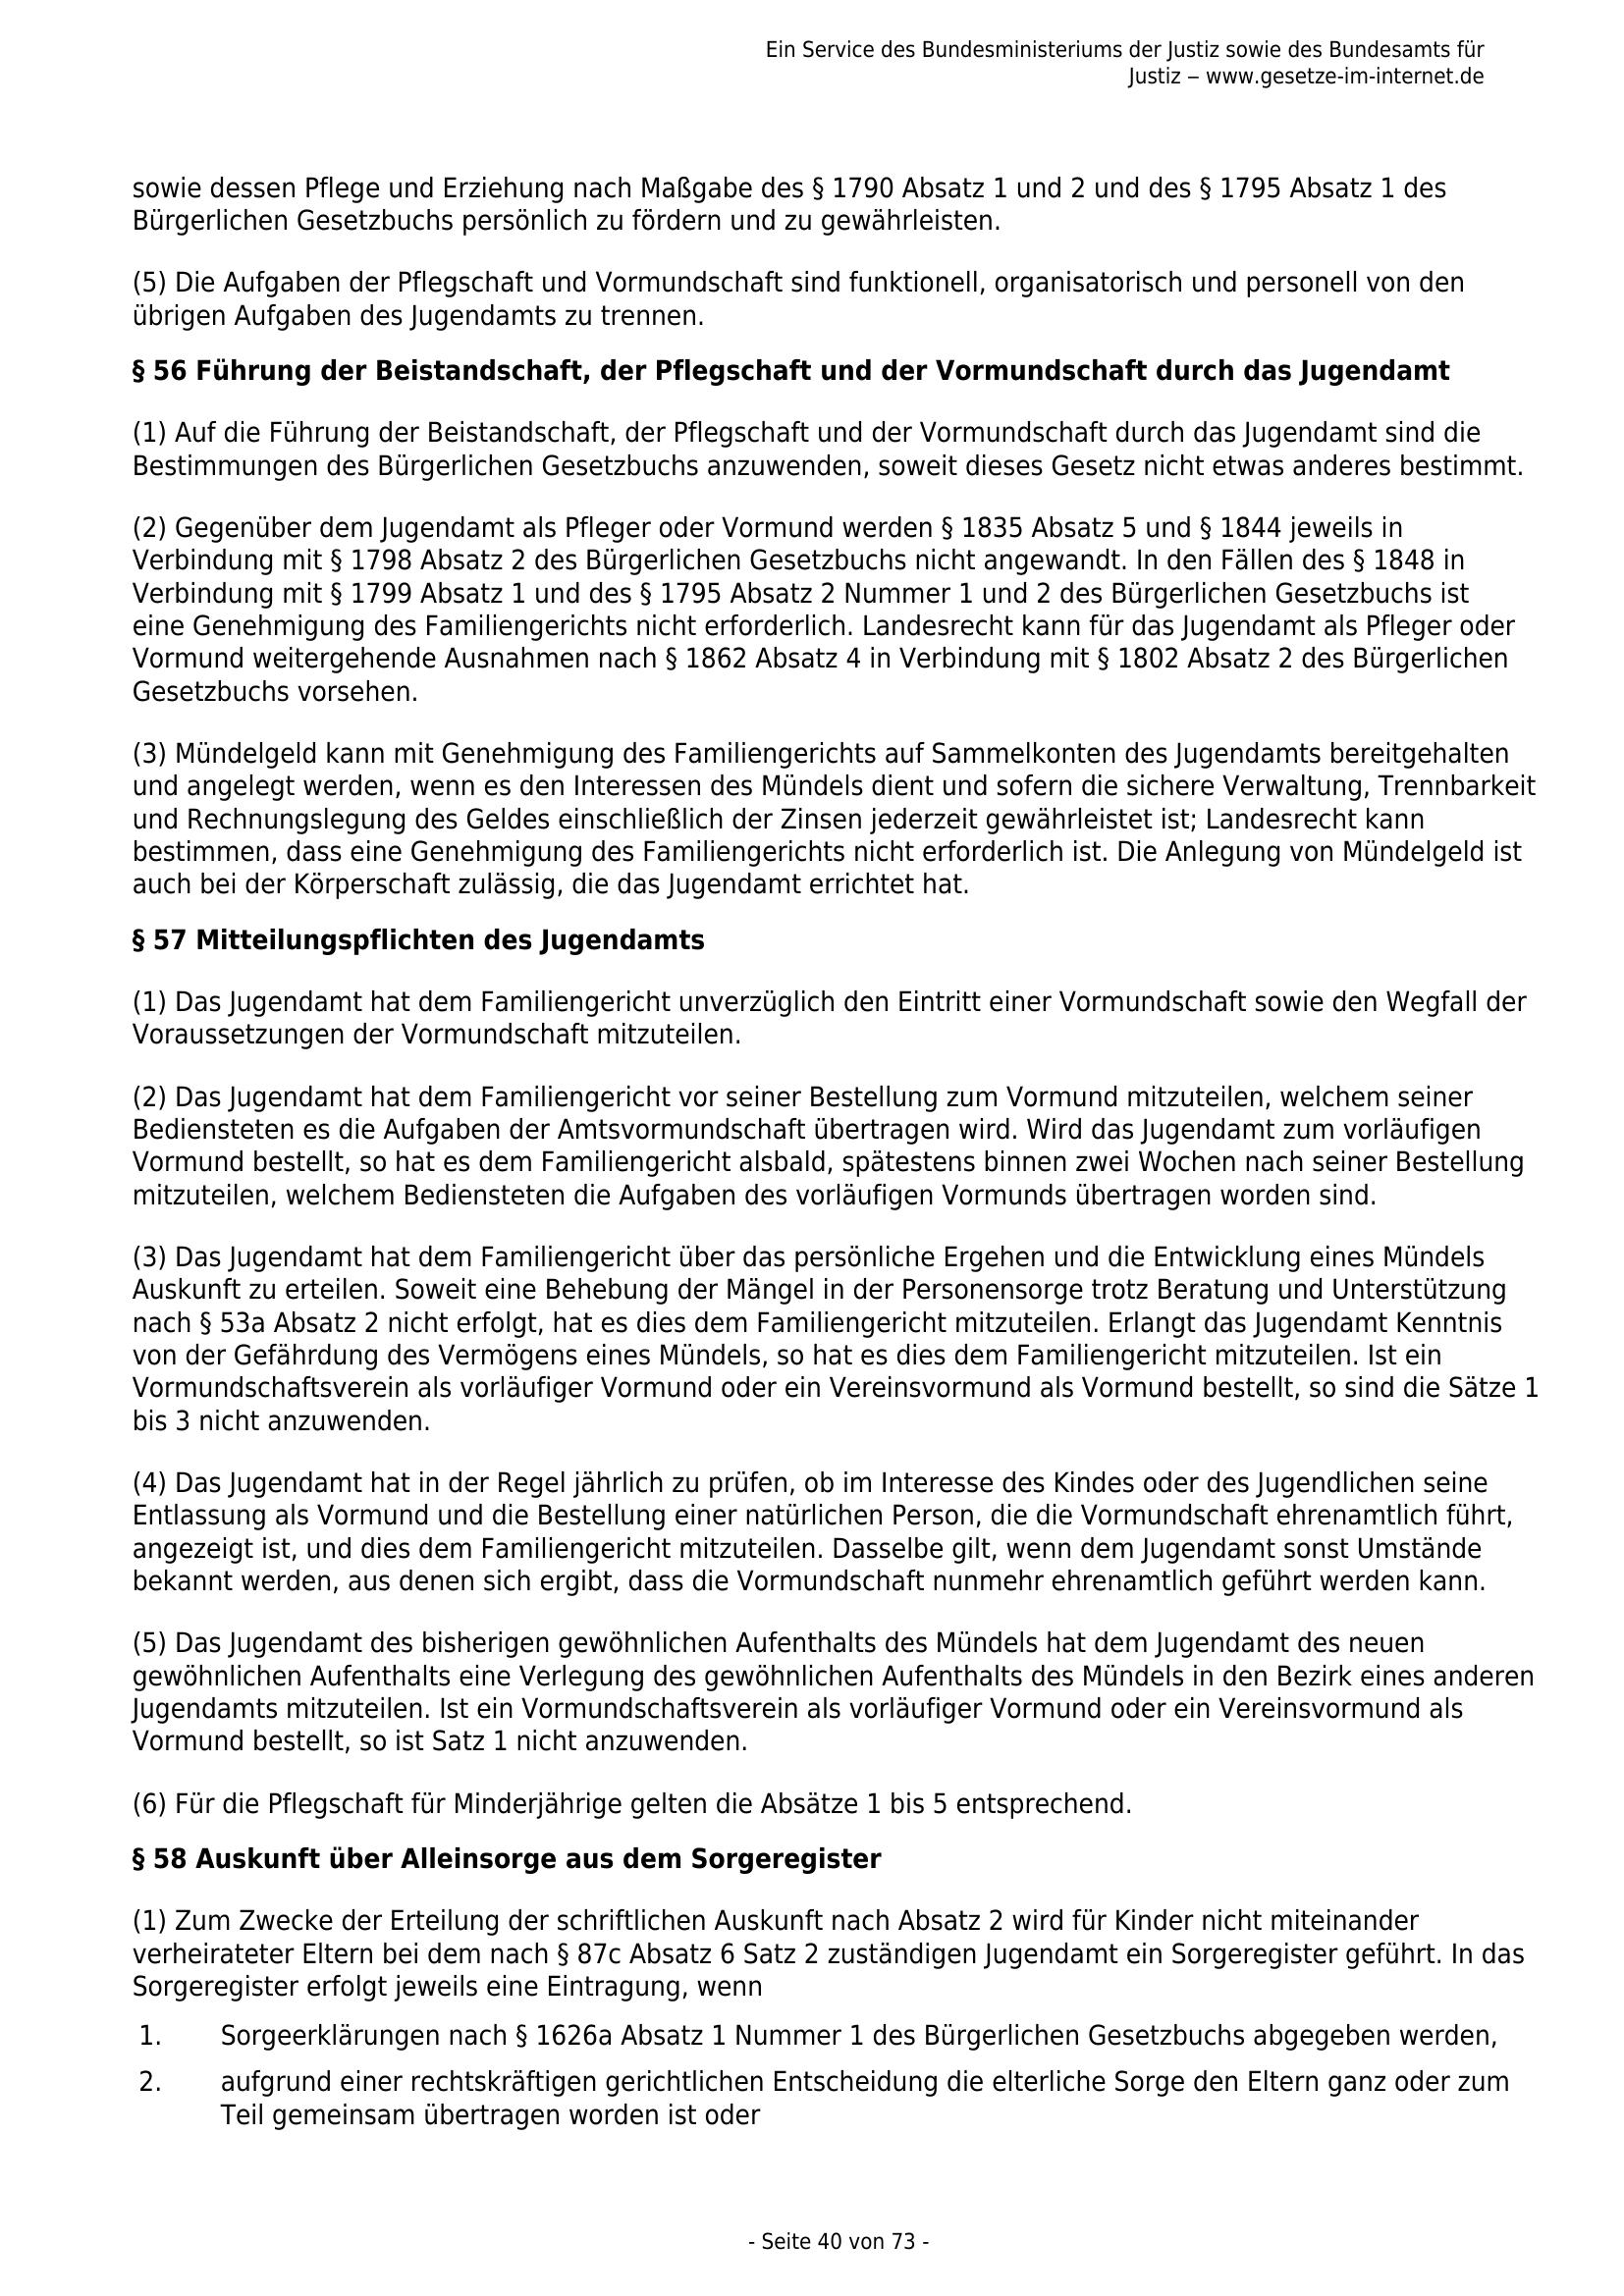 Ein Service des Bundesministeriums der Justiz sowie des Bundesamts für
Justiz ‒ www.gesetze-im-internet.de
sowie dessen Pflege und Erziehung nach Maßgabe des § 1790 Absatz 1 und 2 und des § 1795 Absatz 1 des
Bürgerlichen Gesetzbuchs persönlich zu fördern und zu gewährleisten.
(5) Die Aufgaben der Pflegschaft und Vormundschaft sind funktionell, organisatorisch und personell von den
übrigen Aufgaben des Jugendamts zu trennen.
§ 56 Führung der Beistandschaft, der Pflegschaft und der Vormundschaft durch das Jugendamt
(1) Auf die Führung der Beistandschaft, der Pflegschaft und der Vormundschaft durch das Jugendamt sind die
Bestimmungen des Bürgerlichen Gesetzbuchs anzuwenden, soweit dieses Gesetz nicht etwas anderes bestimmt.
(2) Gegenüber dem Jugendamt als Pfleger oder Vormund werden § 1835 Absatz 5 und § 1844 jeweils in
Verbindung mit § 1798 Absatz 2 des Bürgerlichen Gesetzbuchs nicht angewandt. In den Fällen des § 1848 in
Verbindung mit § 1799 Absatz 1 und des § 1795 Absatz 2 Nummer 1 und 2 des Bürgerlichen Gesetzbuchs ist
eine Genehmigung des Familiengerichts nicht erforderlich. Landesrecht kann für das Jugendamt als Pfleger oder
Vormund weitergehende Ausnahmen nach § 1862 Absatz 4 in Verbindung mit § 1802 Absatz 2 des Bürgerlichen
Gesetzbuchs vorsehen.
(3) Mündelgeld kann mit Genehmigung des Familiengerichts auf Sammelkonten des Jugendamts bereitgehalten
und angelegt werden, wenn es den Interessen des Mündels dient und sofern die sichere Verwaltung, Trennbarkeit
und Rechnungslegung des Geldes einschließlich der Zinsen jederzeit gewährleistet ist; Landesrecht kann
bestimmen, dass eine Genehmigung des Familiengerichts nicht erforderlich ist. Die Anlegung von Mündelgeld ist
auch bei der Körperschaft zulässig, die das Jugendamt errichtet hat.
§ 57 Mitteilungspflichten des Jugendamts
(1) Das Jugendamt hat dem Familiengericht unverzüglich den Eintritt einer Vormundschaft sowie den Wegfall der
Voraussetzungen der Vormundschaft mitzuteilen.
(2) Das Jugendamt hat dem Familiengericht vor seiner Bestellung zum Vormund mitzuteilen, welchem seiner
Bediensteten es die Aufgaben der Amtsvormundschaft übertragen wird. Wird das Jugendamt zum vorläufigen
Vormund bestellt, so hat es dem Familiengericht alsbald, spätestens binnen zwei Wochen nach seiner Bestellung
mitzuteilen, welchem Bediensteten die Aufgaben des vorläufigen Vormunds übertragen worden sind.
(3) Das Jugendamt hat dem Familiengericht über das persönliche Ergehen und die Entwicklung eines Mündels
Auskunft zu erteilen. Soweit eine Behebung der Mängel in der Personensorge trotz Beratung und Unterstützung
nach § 53a Absatz 2 nicht erfolgt, hat es dies dem Familiengericht mitzuteilen. Erlangt das Jugendamt Kenntnis
von der Gefährdung des Vermögens eines Mündels, so hat es dies dem Familiengericht mitzuteilen. Ist ein
Vormundschaftsverein als vorläufiger Vormund oder ein Vereinsvormund als Vormund bestellt, so sind die Sätze 1
bis 3 nicht anzuwenden.
(4) Das Jugendamt hat in der Regel jährlich zu prüfen, ob im Interesse des Kindes oder des Jugendlichen seine
Entlassung als Vormund und die Bestellung einer natürlichen Person, die die Vormundschaft ehrenamtlich führt,
angezeigt ist, und dies dem Familiengericht mitzuteilen. Dasselbe gilt, wenn dem Jugendamt sonst Umstände
bekannt werden, aus denen sich ergibt, dass die Vormundschaft nunmehr ehrenamtlich geführt werden kann.
(5) Das Jugendamt des bisherigen gewöhnlichen Aufenthalts des Mündels hat dem Jugendamt des neuen
gewöhnlichen Aufenthalts eine Verlegung des gewöhnlichen Aufenthalts des Mündels in den Bezirk eines anderen
Jugendamts mitzuteilen. Ist ein Vormundschaftsverein als vorläufiger Vormund oder ein Vereinsvormund als
Vormund bestellt, so ist Satz 1 nicht anzuwenden.
(6) Für die Pflegschaft für Minderjährige gelten die Absätze 1 bis 5 entsprechend.
§ 58 Auskunft über Alleinsorge aus dem Sorgeregister
(1) Zum Zwecke der Erteilung der schriftlichen Auskunft nach Absatz 2 wird für Kinder nicht miteinander
verheirateter Eltern bei dem nach § 87c Absatz 6 Satz 2 zuständigen Jugendamt ein Sorgeregister geführt. In das
Sorgeregister erfolgt jeweils eine Eintragung, wenn
1. Sorgeerklärungen nach § 1626a Absatz 1 Nummer 1 des Bürgerlichen Gesetzbuchs abgegeben werden,
2. aufgrund einer rechtskräftigen gerichtlichen Entscheidung die elterliche Sorge den Eltern ganz oder zum
Teil gemeinsam übertragen worden ist oder
- Seite 40 von 73 -